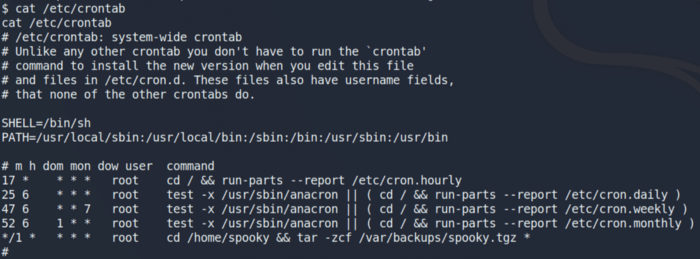 $ cat /etc/crontab
cat /etc/crontab
# /etc/crontab: system-wide crontab
# Unlike any other crontab you don't have to run the `crontab'
# command to install the new version when you edit this file
# and files in /etc/cron.d. These files also have username fields,
# that none of the other crontabs do.

SHELL=/bin/sh
PATH=/usr/local/sbin:/usr/local/bin:/sbin:/bin:/usr/sbin:/usr/bin

# m h dom mon dow user  command
17 *    * * *   root    cd / && run-parts --report /etc/cron.hourly
25 6    * * *   root    test -x /usr/sbin/anacron || ( cd / && run-parts --report /etc/cron.daily )
47 6    * * 7   root    test -x /usr/sbin/anacron || ( cd / && run-parts --report /etc/cron.weekly )
52 6    1 * *   root    test -x /usr/sbin/anacron || ( cd / && run-parts --report /etc/cron.monthly )
*/1 *   * * *   root    cd /home/spooky && tar -zcf /var/backups/spooky.tgz *
#